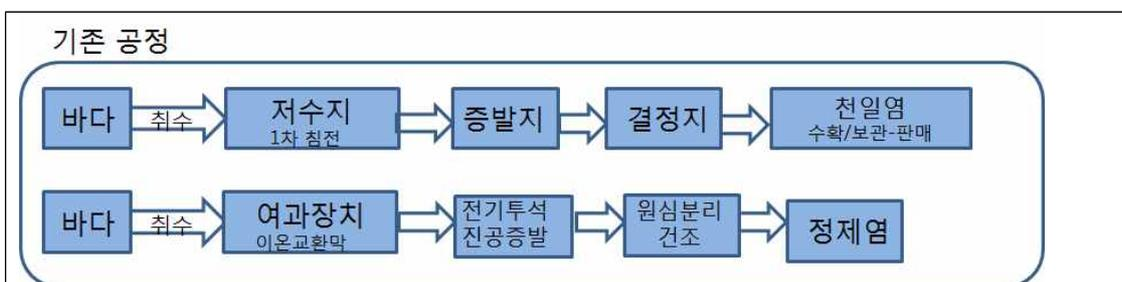 기존 공정
바다
취수
저수지
1차 침전
증발지
결정지
천일염
수확/보관-판매
바다
취수
여과장치
이온교환막
전기투석
진공증발
원심분리
건조
정제염